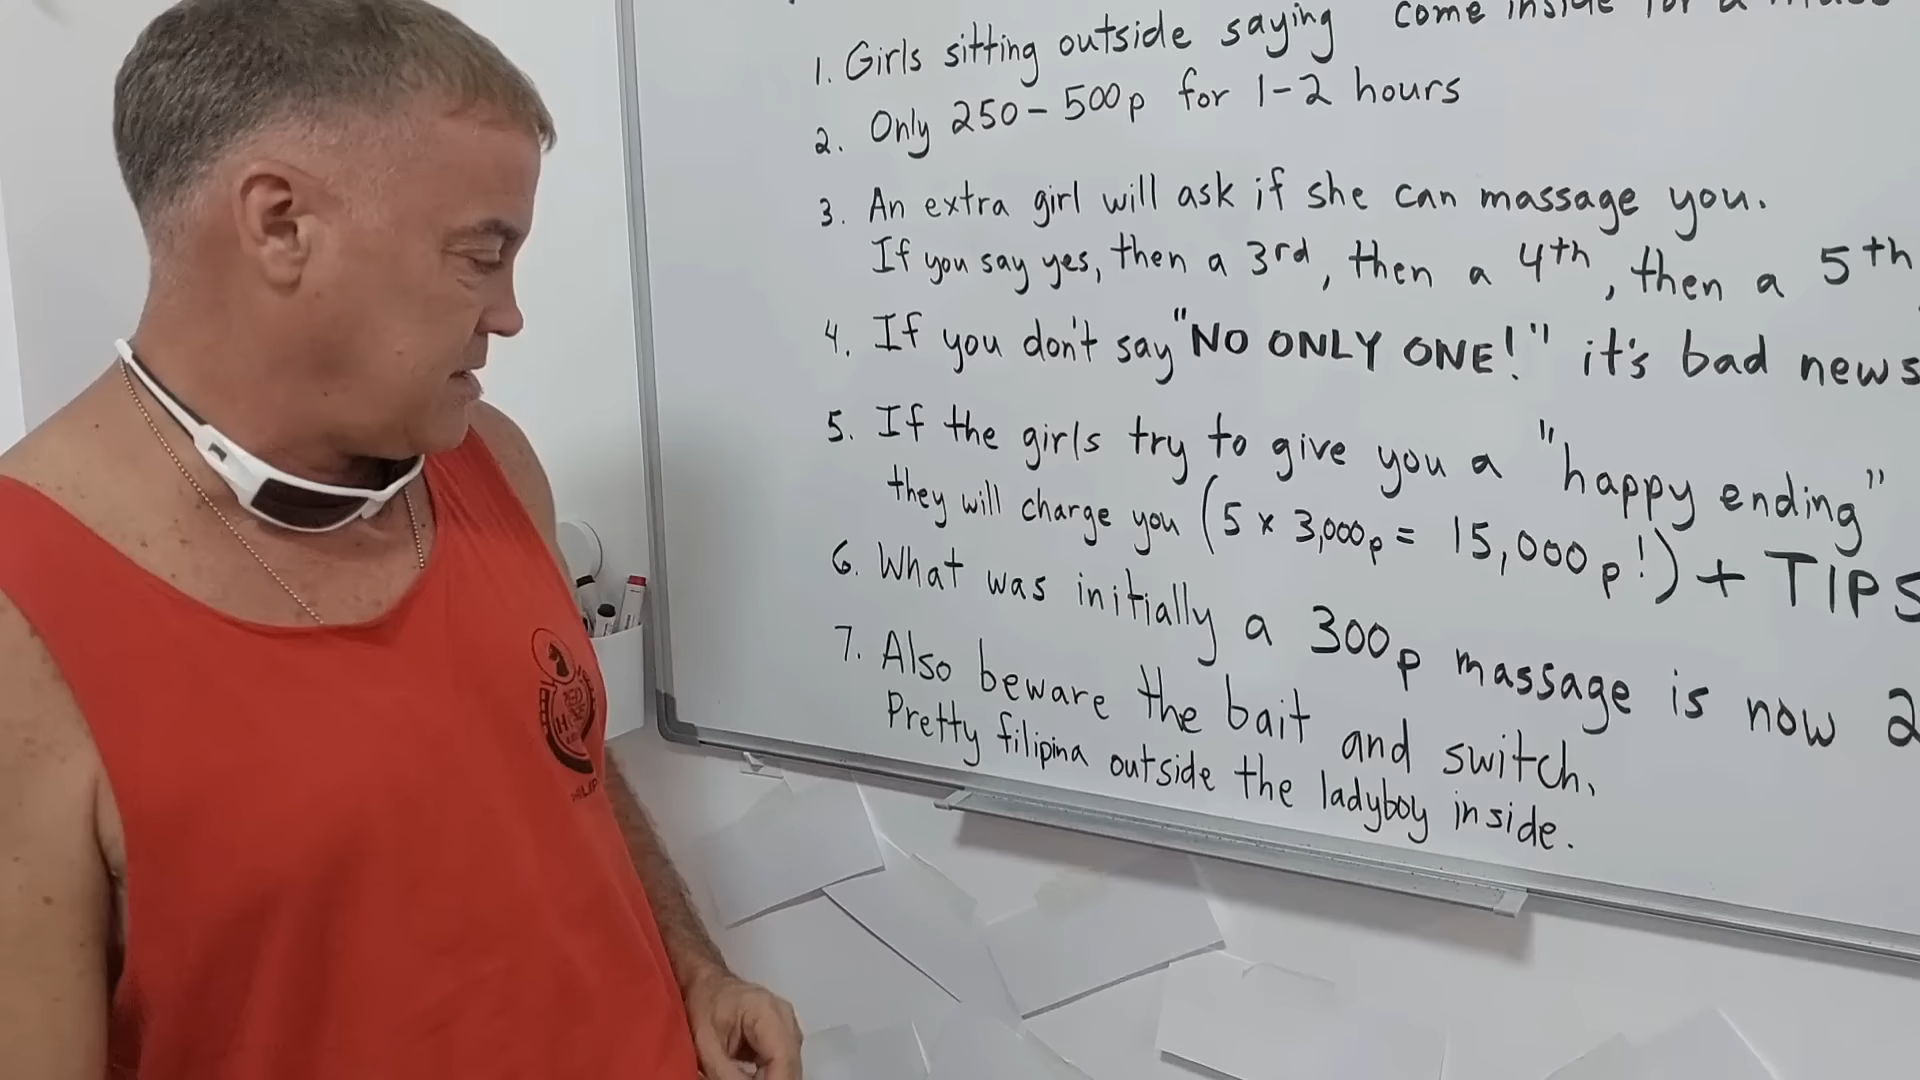 1. Girls sitting outside saying come inside for a
2. Only 250-500p for 1-2 hours
3. An extra girl will ask if she can massage you.
If you say yes, then a 3rd, then a 4th, then a 5th
4. If you don't say "NO ONLY ONE!" it's bad news
5. If the girls try to give you a "happy ending"
they will charge you (5 x 3,000p = 15,000p!) + TIPS
6. What was initially a 300p massage is now 2
7. Also beware the bait and switch.
Pretty filipina outside the ladyboy inside.